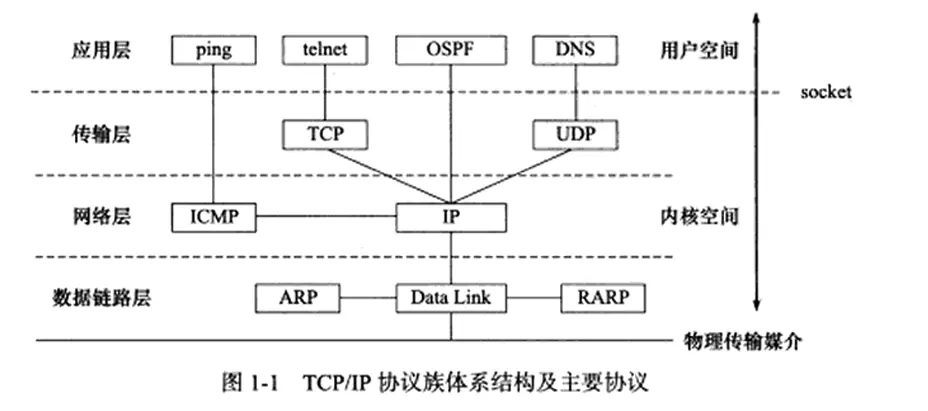 应用层 ping telnet OSPF DNS 用户空间
socket
传输层 TCP UDP
网络层 ICMP IP 内核空间
数据链路层 ARP Data Link RARP
物理传输媒介
图 1-1 TCP/IP 协议族体系结构及主要协议